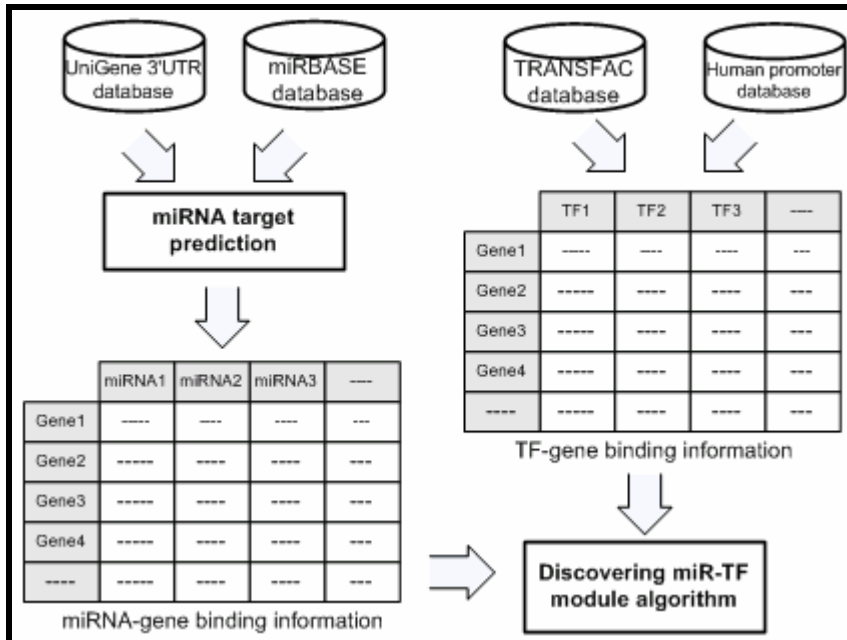 UniGene 3'UTR
database
miRBASE
database
TRANSFAC
database
Human promoter
database
miRNA target
prediction
TF1 TF2 TF3 ----
Gene1 ----- ---- ---- ---
Gene2 ----- ---- ---- ---
Gene3 ----- ---- ---- ---
Gene4 ----- ---- ---- ---
---- ----- ---- ---- ---
TF-gene binding information
miRNA1 miRNA2 miRNA3 ----
Gene1 ----- ---- ---- ---
Gene2 ----- ---- ---- ---
Gene3 ----- ---- ---- ---
Gene4 ----- ---- ---- ---
---- ----- ---- ---- ---
miRNA-gene binding information
Discovering miR-TF
module algorithm